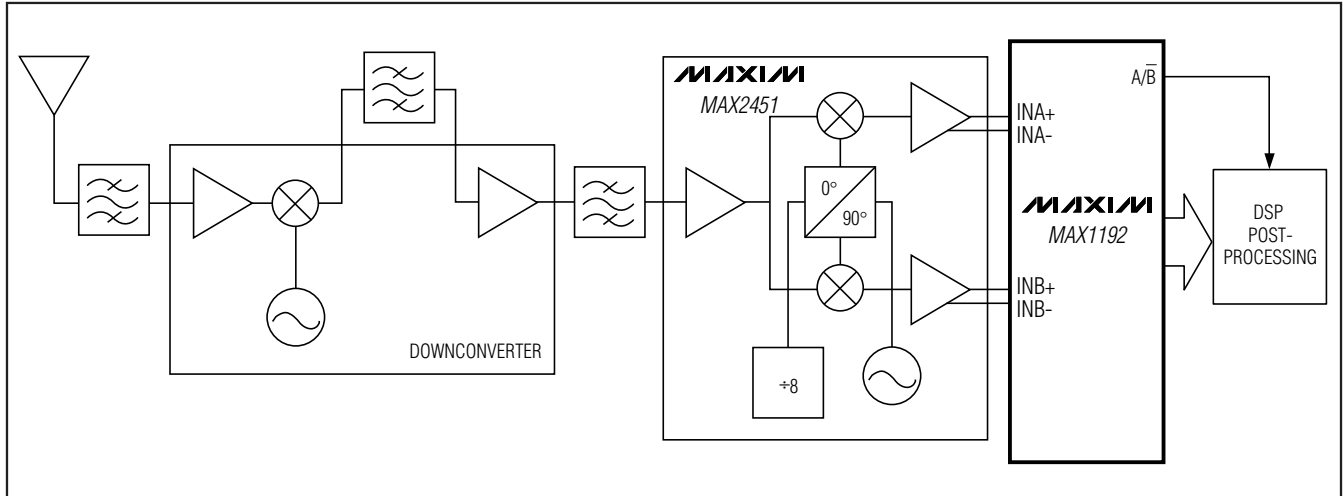 DOWNCONVERTER
MAXIM
MAX2451
0°
90°
÷8
INA+
INA-
INB+
INB-
A/B̅
MAXIM
MAX1192
DSP
POST-
PROCESSING